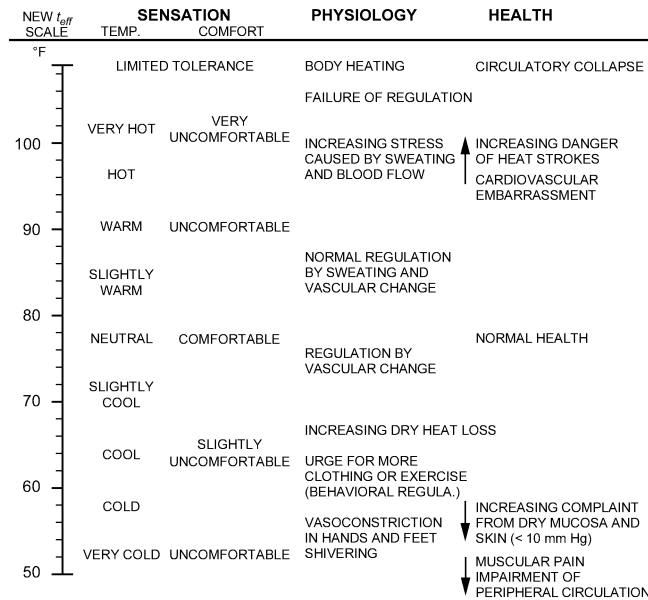 NEW t_eff SENSATION PHYSIOLOGY HEALTH
SCALE TEMP. COMFORT
°F
LIMITED TOLERANCE BODY HEATING CIRCULATORY COLLAPSE
FAILURE OF REGULATION
VERY HOT VERY
UNCOMFORTABLE
100 INCREASING STRESS INCREASING DANGER
CAUSED BY SWEATING OF HEAT STROKES
HOT AND BLOOD FLOW CARDIOVASCULAR
EMBARRASSMENT
90 WARM UNCOMFORTABLE
NORMAL REGULATION
SLIGHTLY BY SWEATING AND
WARM VASCULAR CHANGE
80
NEUTRAL COMFORTABLE NORMAL HEALTH
REGULATION BY
VASCULAR CHANGE
SLIGHTLY
70 COOL
INCREASING DRY HEAT LOSS
COOL SLIGHTLY
UNCOMFORTABLE URGE FOR MORE
CLOTHING OR EXERCISE
60 (BEHAVIORAL REGULA.)
COLD INCREASING COMPLAINT
VASOCONSTRICTION FROM DRY MUCOSA AND
IN HANDS AND FEET SKIN (< 10 mm Hg)
VERY COLD UNCOMFORTABLE SHIVERING
50 MUSCULAR PAIN
IMPAIRMENT OF
PERIPHERAL CIRCULATION